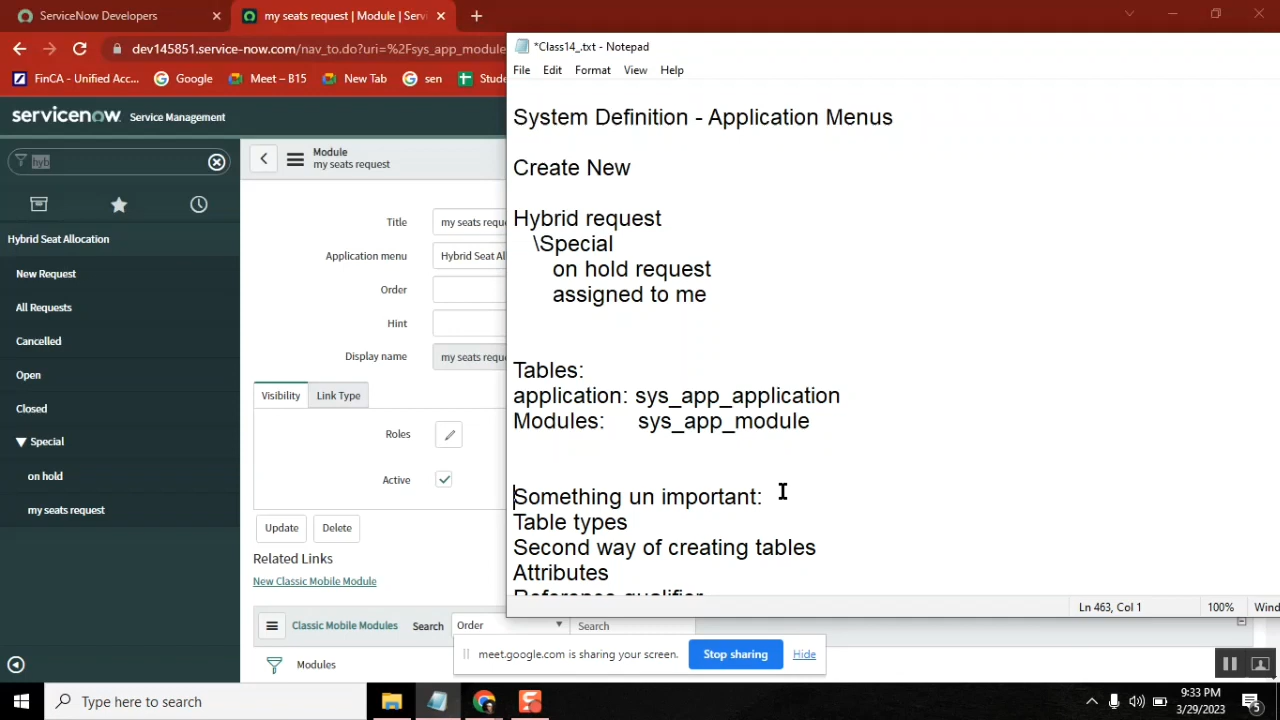 ServiceNow Developers
my seats request | Module | Serv
dev145851.service-now.com/nav_to.do?uri=%2Fsys_app_module
FinCA - Unified Acc...
Google
Meet – B15
New Tab
sen
Stude
servicenow Service Management
hyb
Hybrid Seat Allocation
New Request
All Requests
Cancelled
Open
Closed
Special
on hold
my seats request
Module
my seats request
Title
my seats requ
Application menu
Hybrid Seat Al
Order
Hint
Display name
my seats requ
Visibility
Link Type
Roles
Active
Update
Delete
Related Links
New Classic Mobile Module
Classic Mobile Modules
Search
Order
Search
Modules
*Class14_.txt - Notepad
File Edit Format View Help
System Definition - Application Menus
Create New
Hybrid request
\Special
on hold request
assigned to me
Tables:
application: sys_app_application
Modules: sys_app_module
Something un important:
Table types
Second way of creating tables
Attributes
Reference qualifier
Ln 463, Col 1
100%
Wind
meet.google.com is sharing your screen.
Stop sharing
Hide
Type here to search
9:33 PM
3/29/2023
5